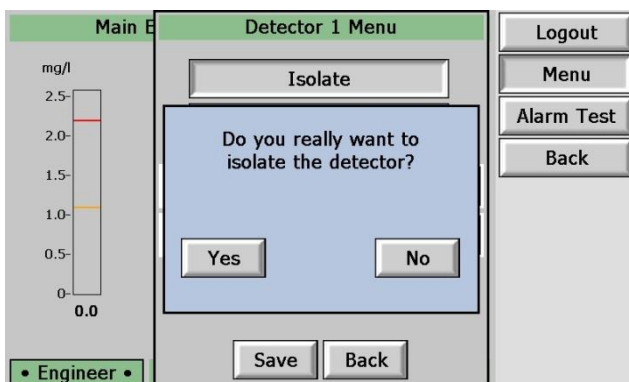 Main
Detector 1 Menu
mg/l
2.5
2.0
1.5
1.0
0.5
0
0.0
Isolate
Do you really want to
isolate the detector?
Yes
No
Save
Back
• Engineer •
Logout
Menu
Alarm Test
Back